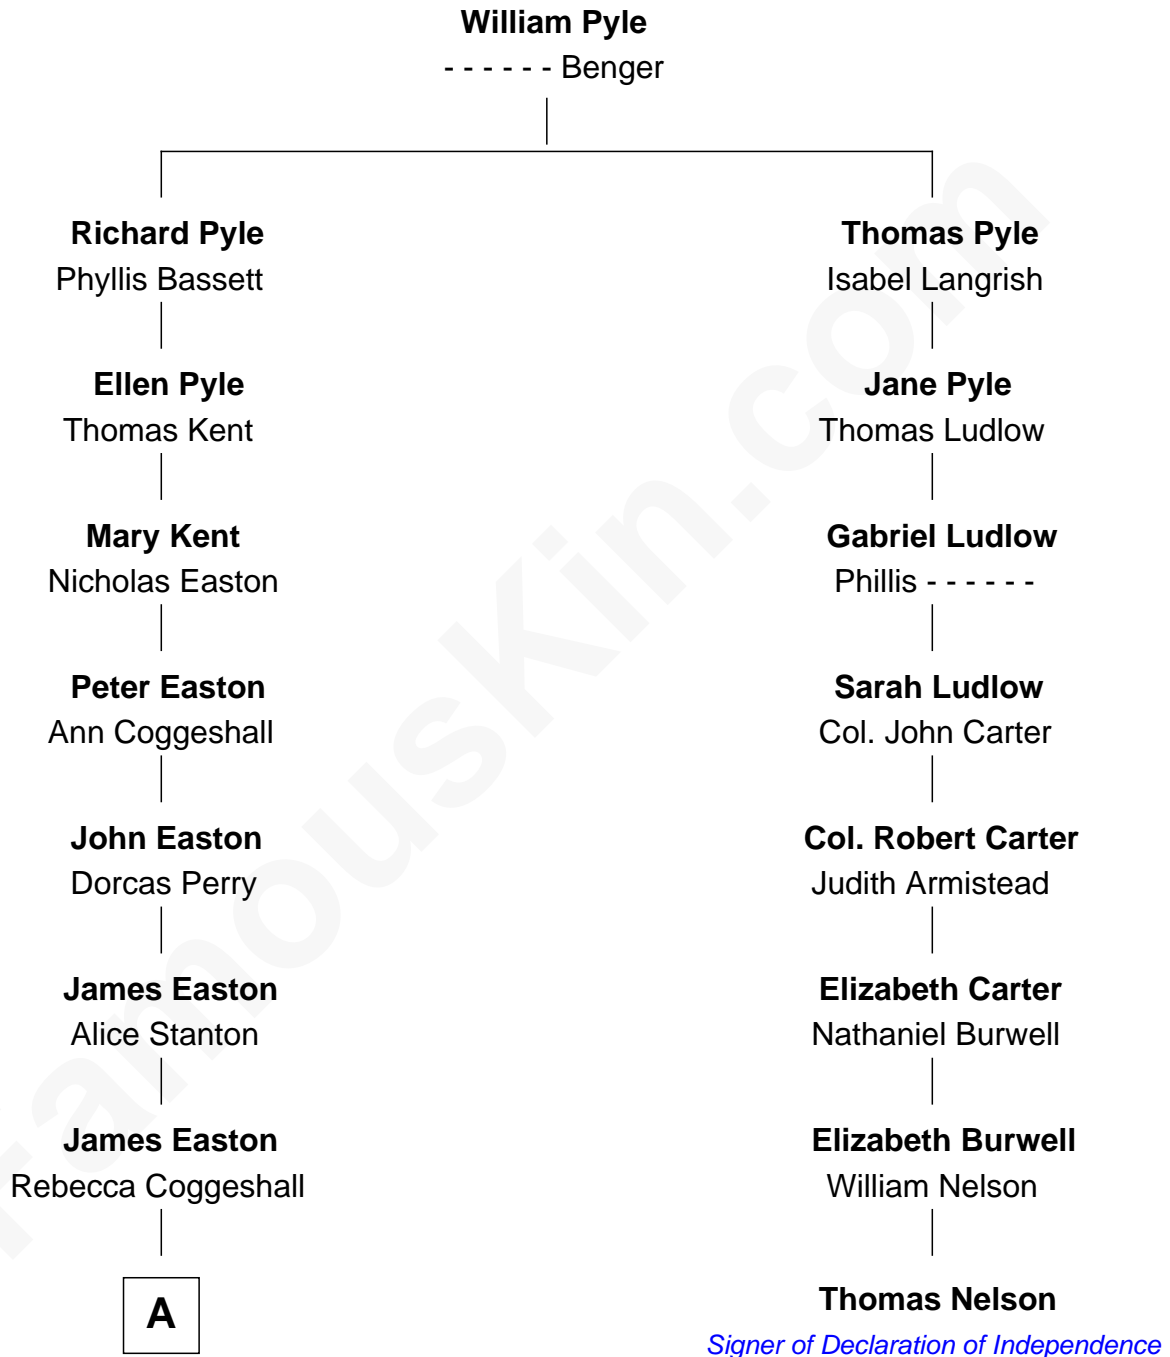 William Pyle
- - - - - - Benger
Richard Pyle
Phyllis Bassett
Thomas Pyle
Isabel Langrish
Ellen Pyle
Thomas Kent
Jane Pyle
Thomas Ludlow
Mary Kent
Nicholas Easton
Gabriel Ludlow
Phillis - - - - - -
Peter Easton
Ann Coggeshall
Sarah Ludlow
Col. John Carter
John Easton
Dorcas Perry
Col. Robert Carter
Judith Armistead
James Easton
Alice Stanton
Elizabeth Carter
Nathaniel Burwell
James Easton
Rebecca Coggeshall
Elizabeth Burwell
William Nelson
A
Thomas Nelson
Signer of Declaration of Independence
FamousKin.com